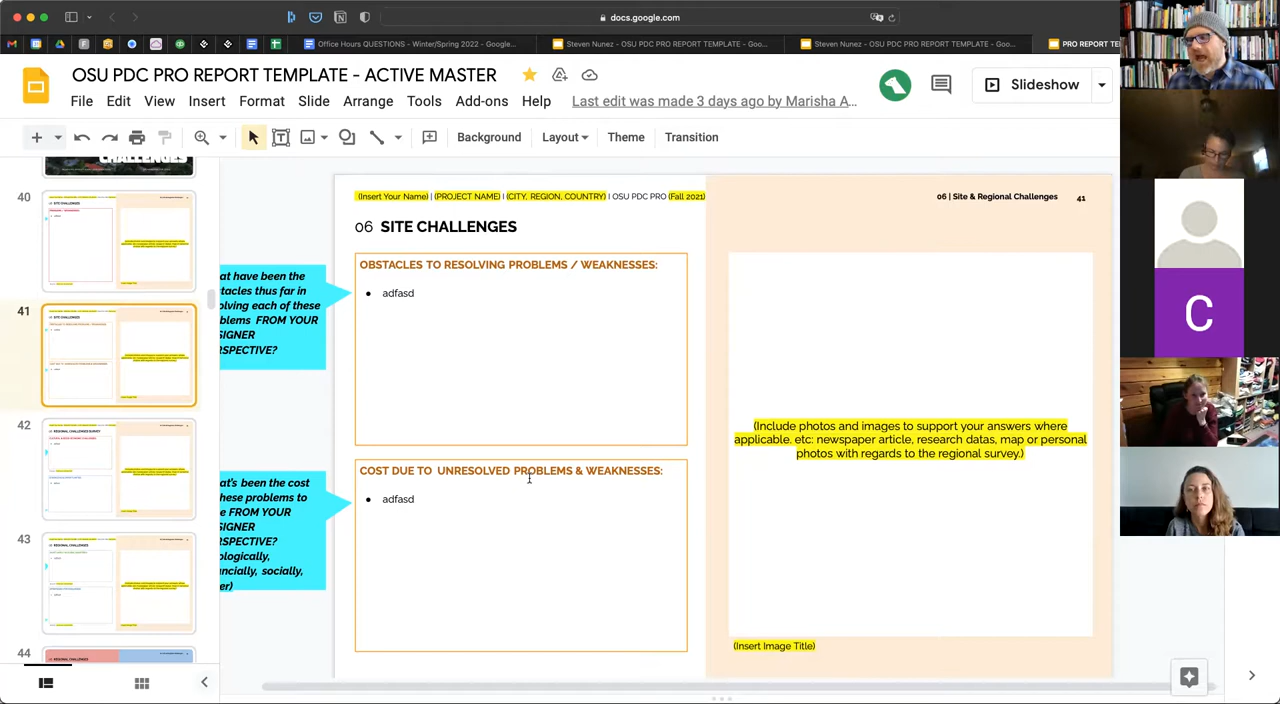 docs.google.com
Office Hours QUESTIONS - Winter/Spring 2022 - Google...
Steven Nunez - OSU PDC PRO REPORT TEMPLATE - Goo...
Steven Nunez - OSU PDC PRO REPORT TEMPLATE - Goo...
PRO REPORT TE
OSU PDC PRO REPORT TEMPLATE - ACTIVE MASTER
File Edit View Insert Format Slide Arrange Tools Add-ons Help Last edit was made 3 days ago by Marisha A...
Slideshow
Background Layout Theme Transition
CHALLENGES
40
41
42
43
44
(Insert Your Name) | (PROJECT NAME) | (CITY, REGION, COUNTRY) I OSU PDC PRO (Fall 2021)
06 | Site & Regional Challenges 41
06 SITE CHALLENGES
at have been the
tacles thus far in
olving each of these
blems FROM YOUR
SIGNER
RSPECTIVE?
OBSTACLES TO RESOLVING PROBLEMS / WEAKNESSES:
● adfasd
at's been the cost
hese problems to
e FROM YOUR
SIGNER
RSPECTIVE?
ologically,
ncially, socially,
er)
COST DUE TO UNRESOLVED PROBLEMS & WEAKNESSES:
● adfasd
(Include photos and images to support your answers where
applicable. etc: newspaper article, research datas, map or personal
photos with regards to the regional survey.)
(Insert Image Title)
C